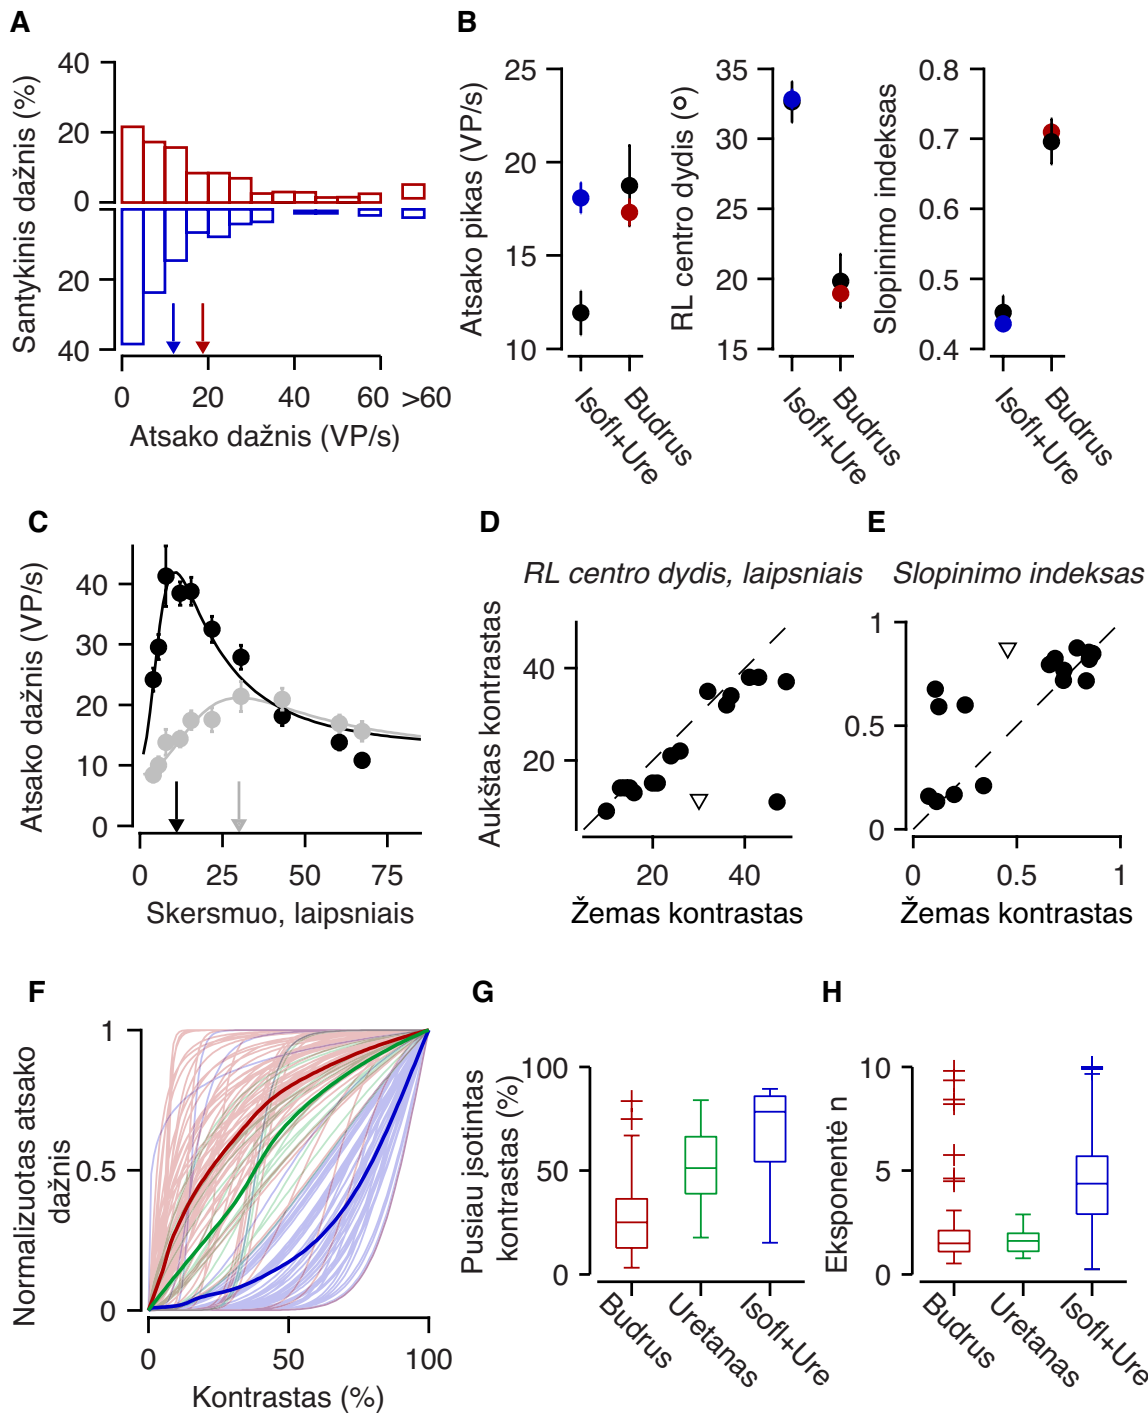 A
Santykinis dažnis (%)
40
20
0
20
40
0
20
40
60
>60
Atsako dažnis (VP/s)
B
Atsako pikas (VP/s)
25
20
15
10
Isofl+Ure
Budrus
RL centro dydis (°)
35
30
25
20
15
Isofl+Ure
Budrus
Slopinimo indeksas
0.8
0.7
0.6
0.5
0.4
Isofl+Ure
Budrus
C
Atsako dažnis (VP/s)
40
30
20
10
0
0
25
50
75
Skersmuo, laipsniais
D
RL centro dydis, laipsniais
Aukštas kontrastas
40
20
20
40
Žemas kontrastas
E
Slopinimo indeksas
1
0.5
0
0
0.5
1
Žemas kontrastas
F
Normalizuotas atsako
dažnis
1
0.5
0
0
50
100
Kontrastas (%)
G
Pusiau įsotintas
kontrastas (%)
100
50
0
Budrus
Uretanas
Isofl+Ure
H
Eksponentė n
10
5
0
Budrus
Uretanas
Isofl+Ure